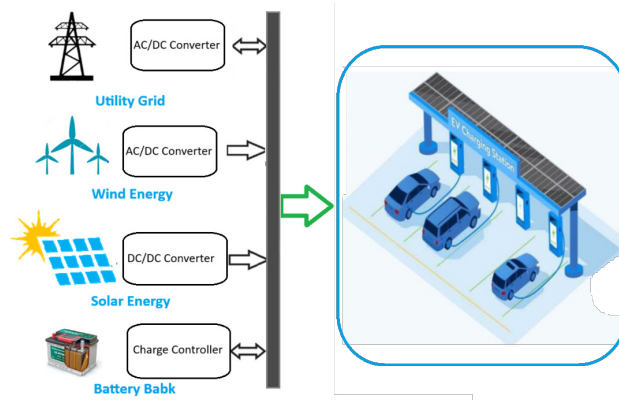 AC/DC Converter
Utility Grid
AC/DC Converter
Wind Energy
DC/DC Converter
Solar Energy
Charge Controller
Battery Babk
EV Charging Station